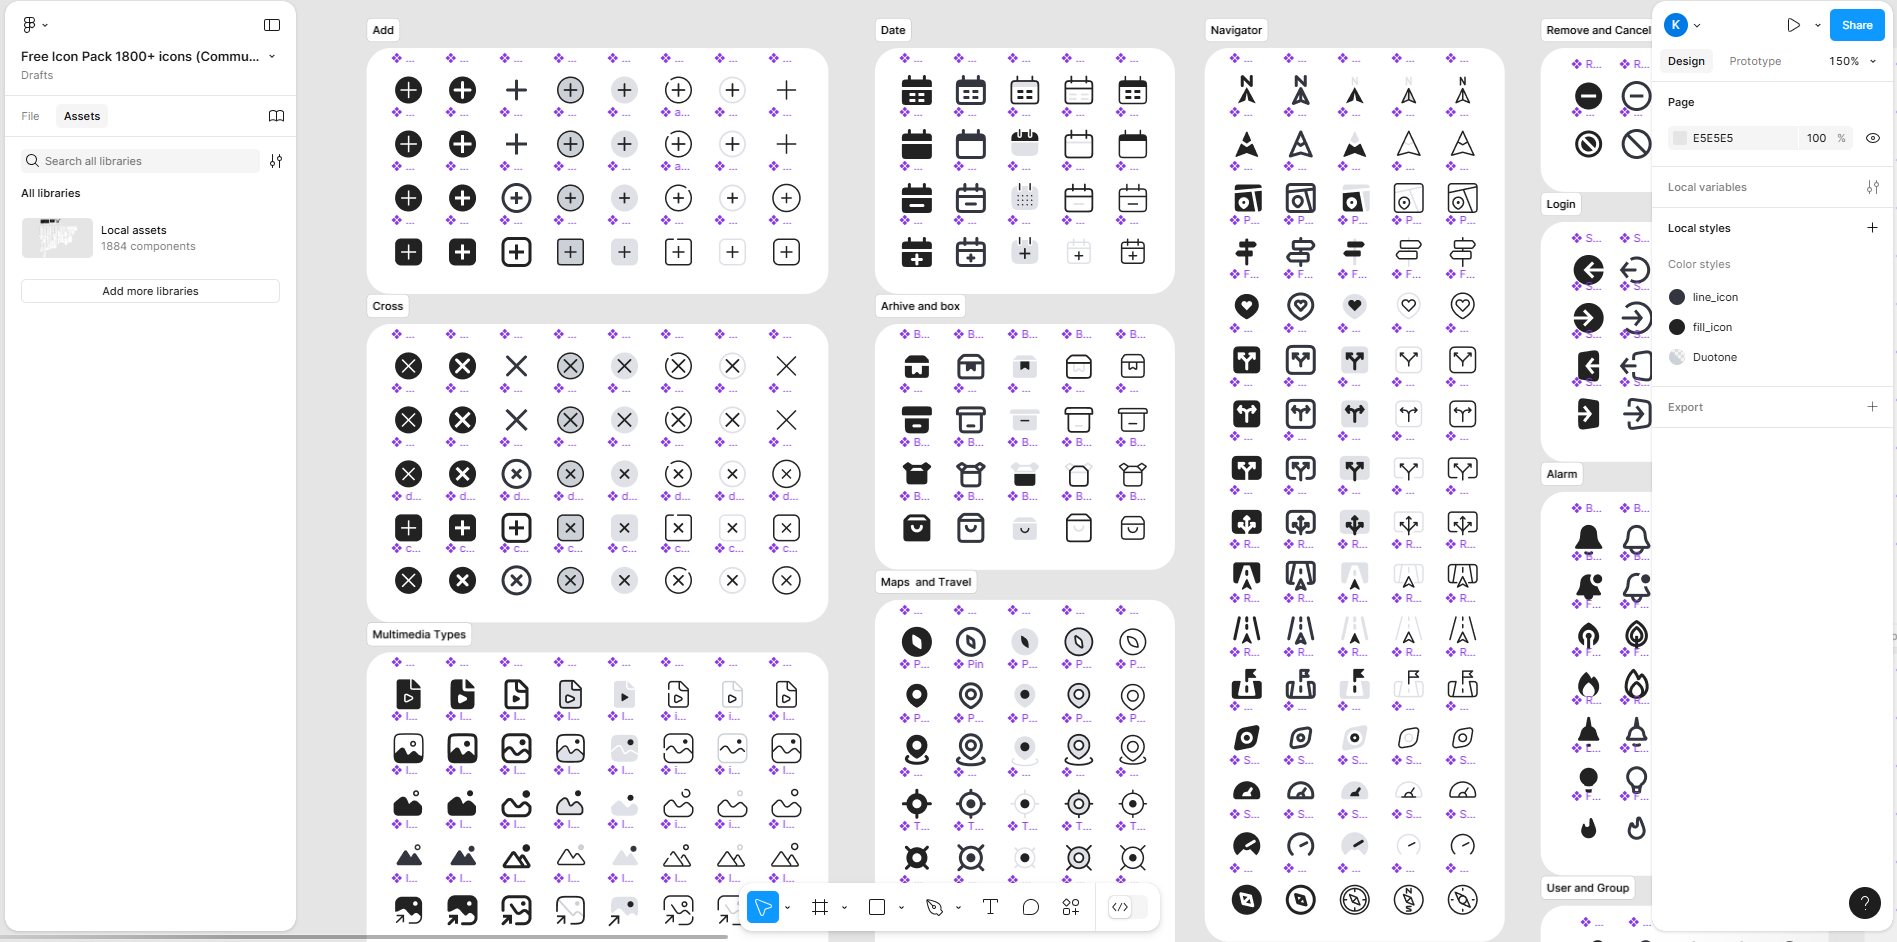 Free Icon Pack 1800+ icons (Commu...
Drafts
File
Assets
Search all libraries
All libraries
Local assets
1884 components
Add more libraries
Add
Cross
Multimedia Types
Date
Arhive and box
Maps and Travel
Pin
Navigator
Remove and Cancel
Login
Alarm
User and Group
K
Share
Design
Prototype
150%
Page
E5E5E5
100
%
Local variables
Local styles
Color styles
line_icon
fill_icon
Duotone
Export
?